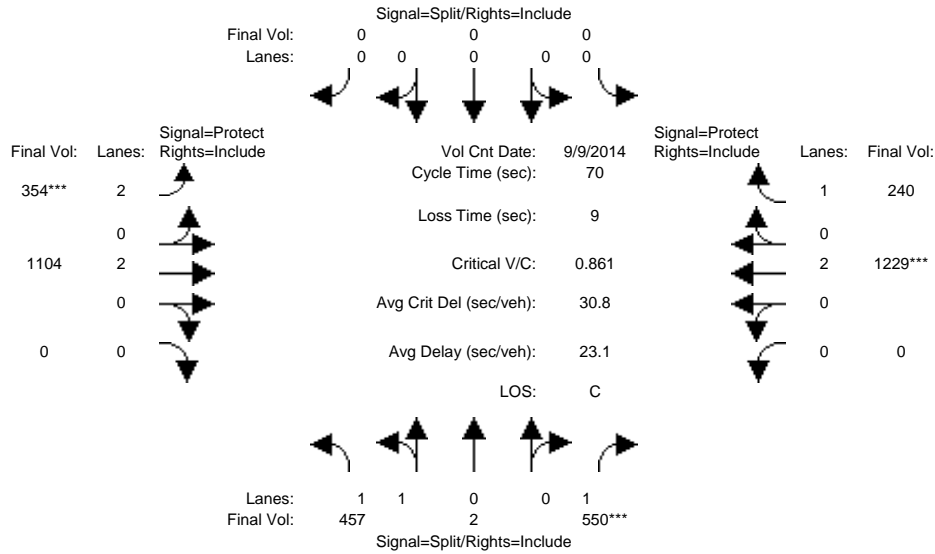 Signal=Split/Rights=Include
Final Vol: 0 0 0
Lanes: 0 0 0 0 0
Signal=Protect Signal=Protect
Final Vol: Lanes: Rights=Include Vol Cnt Date: 9/9/2014 Rights=Include Lanes: Final Vol:
Cycle Time (sec): 70
354*** 2 1 240
Loss Time (sec): 9
0 0
1104 2 Critical V/C: 0.861 2 1229***
0 Avg Crit Del (sec/veh): 30.8 0
0 0 Avg Delay (sec/veh): 23.1 0 0
LOS: C
Lanes: 1 1 0 0 1
Final Vol: 457 2 550***
Signal=Split/Rights=Include